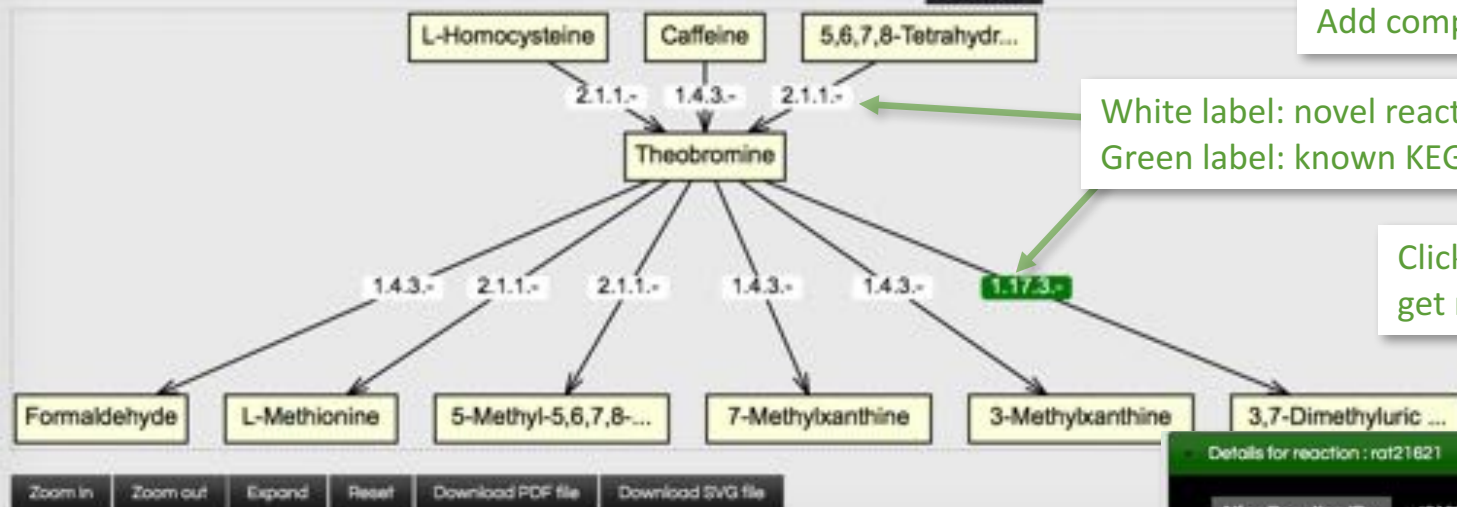 L-Homocysteine Caffeine 5,6,7,8-Tetrahydr...
Add comp
2.1.1.- 1.4.3.- 2.1.1.-
White label: novel react
Green label: known KEG
Theobromine
Click
get
1.4.3.- 2.1.1.- 2.1.1.- 1.4.3.- 1.4.3.- 1.17.3.-
Formaldehyde L-Methionine 5-Methyl-5,6,7,8-... 7-Methylxanthine 3-Methylxanthine 3,7-Dimethyluric ...
Details for reaction : rat21621
Zoom in Zoom out Expand Reset Download PDF file Download SVG file